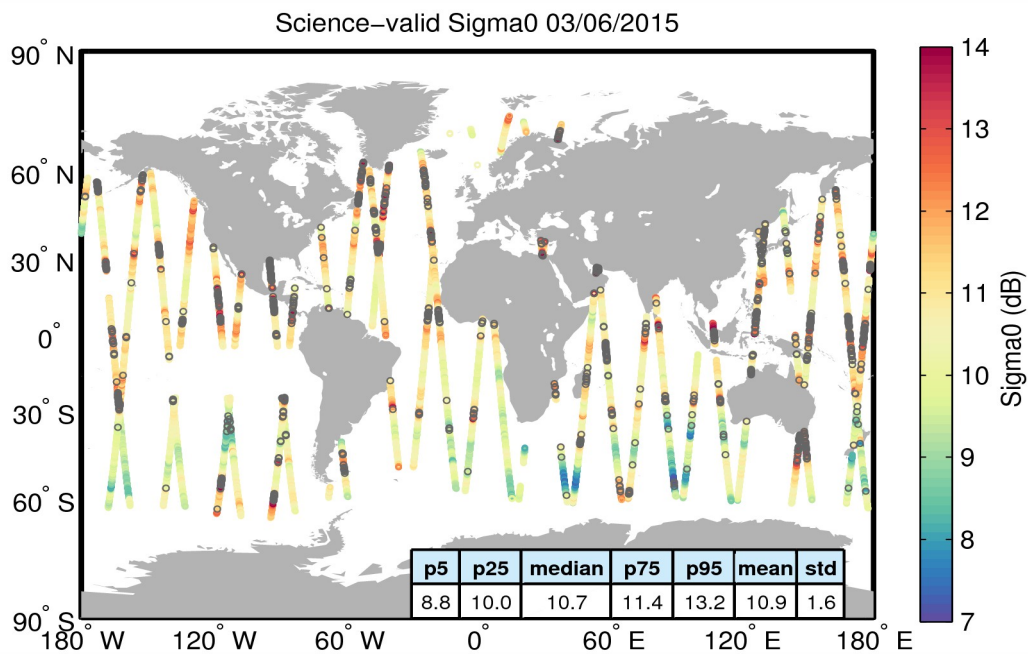 Science−valid Sigma0 03/06/2015
90° N
60° N
30° N
0°
30° S
60° S
90° S
180° W
120° W
60° W
0°
60° E
120° E
180° E
p5 p25 median p75 p95 mean std
8.8 10.0 10.7 11.4 13.2 10.9 1.6
14
13
12
11
10
9
8
7
Sigma0 (dB)